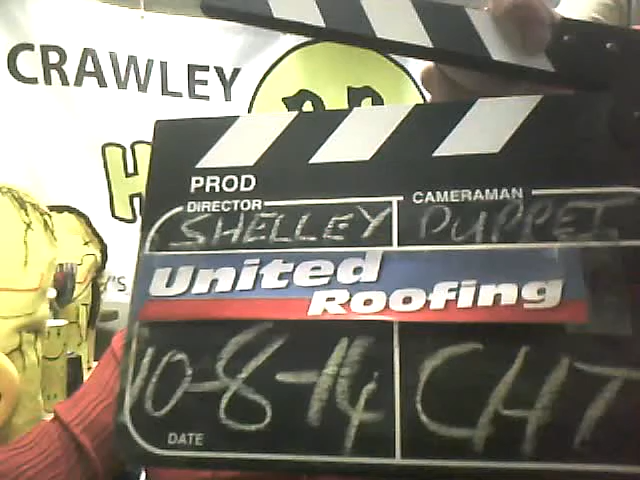 CRAWLEY
H
PROD
DIRECTOR CAMERAMAN
SHELLEY PUPPET
United
Roofing
10-8-14 CHT
DATE